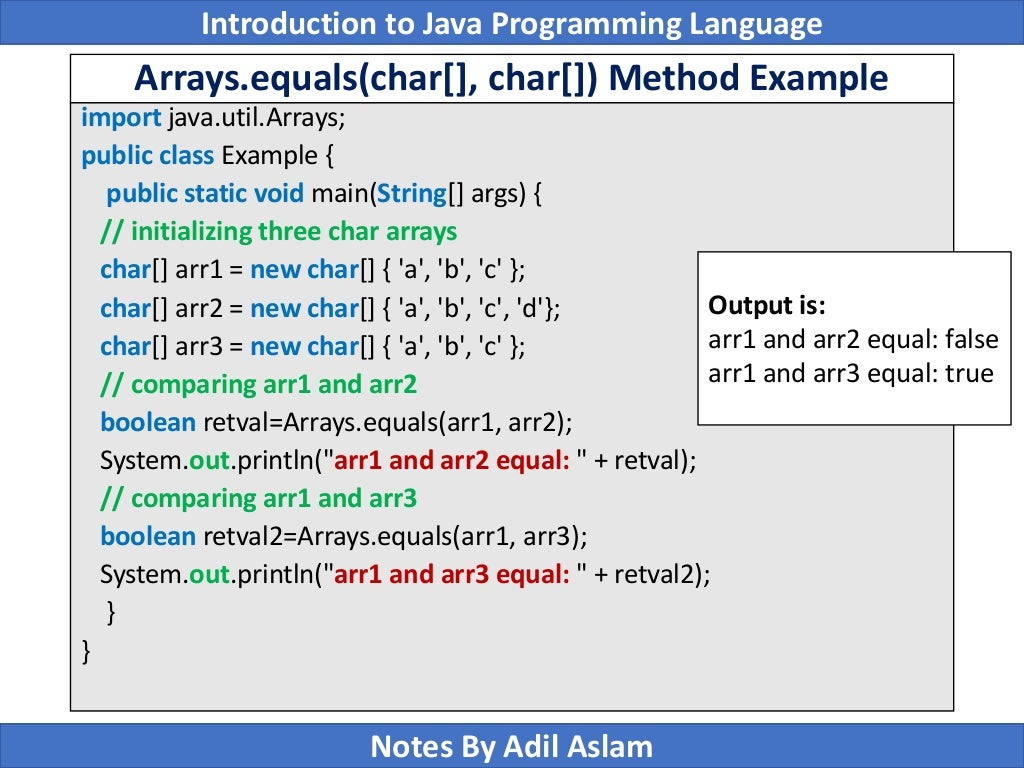 Introduction to Java Programming Language
Arrays.equals(char[], char[]) Method Example
import java.util.Arrays;
public class Example {
public static void main(String[] args) {
// initializing three char arrays
char[] arr1 = new char[] { 'a', 'b', 'c' };
char[] arr2 = new char[] { 'a', 'b', 'c', 'd'};
char[] arr3 = new char[] { 'a', 'b', 'c' };
// comparing arr1 and arr2
boolean retval=Arrays.equals(arr1, arr2);
System.out.println("arr1 and arr2 equal: " + retval);
// comparing arr1 and arr3
boolean retval2=Arrays.equals(arr1, arr3);
System.out.println("arr1 and arr3 equal: " + retval2);
}
}
Output is:
arr1 and arr2 equal: false
arr1 and arr3 equal: true
Notes By Adil Aslam